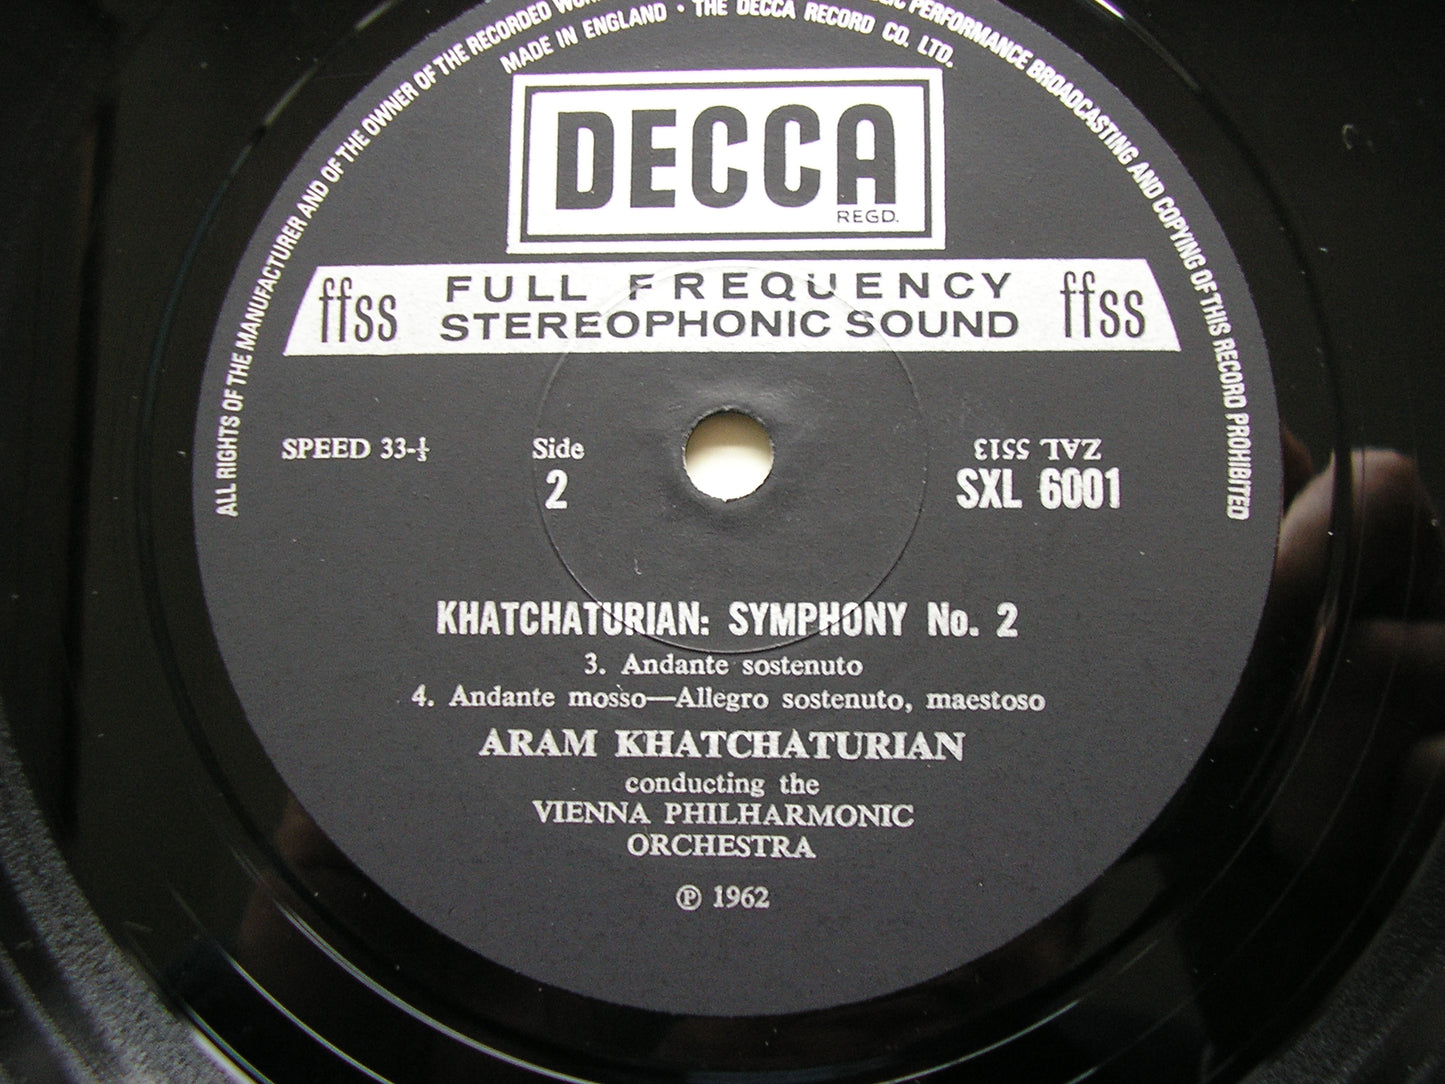 ALL RIGHTS OF THE MANUFACTURER AND OF THE OWNER OF THE RECORDED
PERFORMANCE BROADCASTING AND COPYING OF THIS RECORD PROHIBITED
MADE IN ENGLAND • THE DECCA RECORD CO. LTD.
DECCA
REGD.
ffss FULL FREQUENCY ffss
STEREOPHONIC SOUND
SPEED 33-⅓
Side
2
ZAL 5513
SXL 6001
KHATCHATURIAN: SYMPHONY No. 2
3. Andante sostenuto
4. Andante mosso—Allegro sostenuto, maestoso
ARAM KHATCHATURIAN
conducting the
VIENNA PHILHARMONIC
ORCHESTRA
℗ 1962